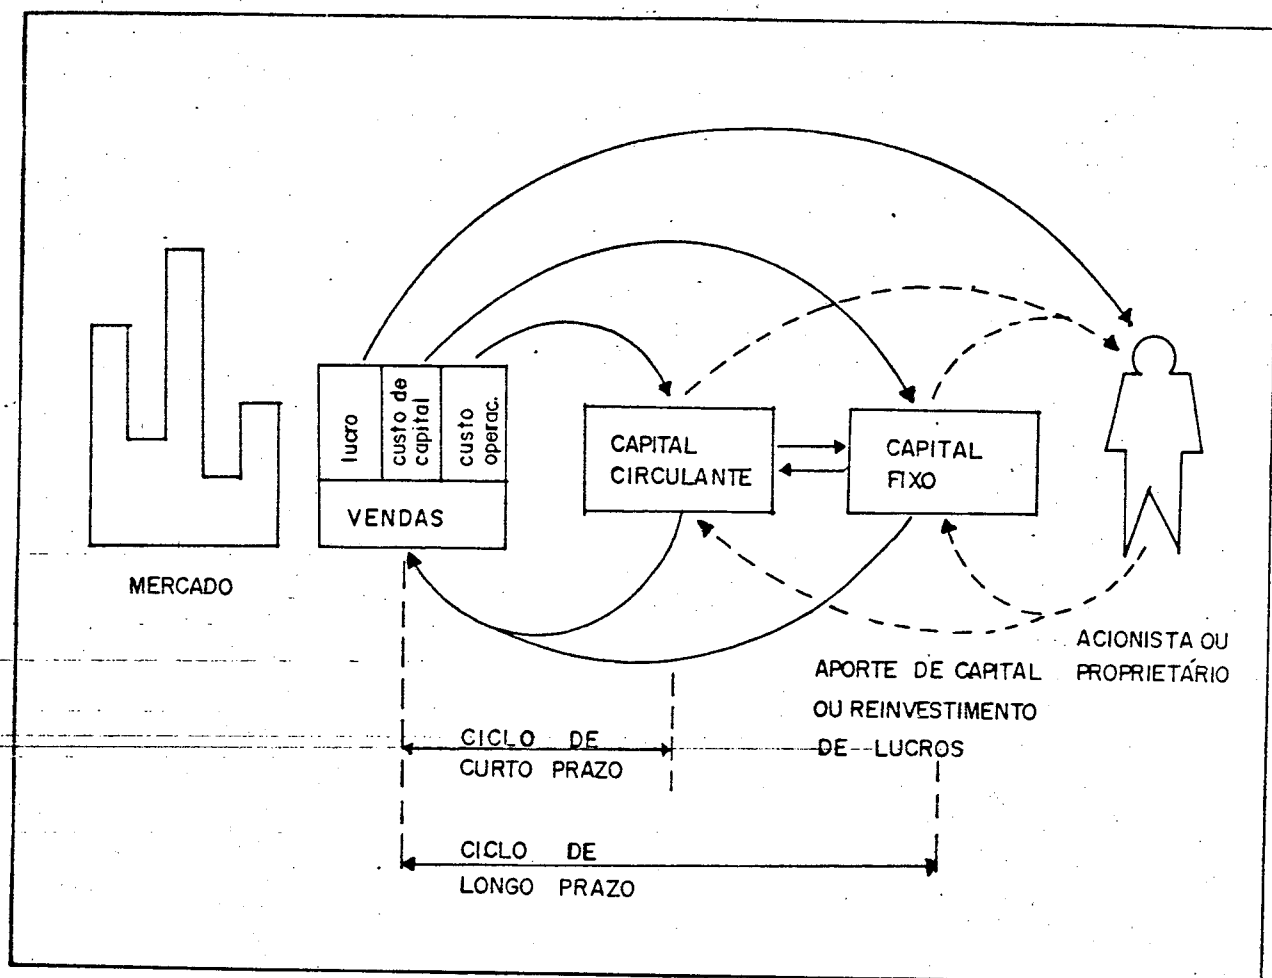 lucro
custo de
capital
custo
operac.
VENDAS
MERCADO
CAPITAL
CIRCULANTE
CAPITAL
FIXO
ACIONISTA OU
PROPRIETÁRIO
APORTE DE CAPITAL
OU REINVESTIMENTO
DE LUCROS
CICLO DE
CURTO PRAZO
CICLO DE
LONGO PRAZO